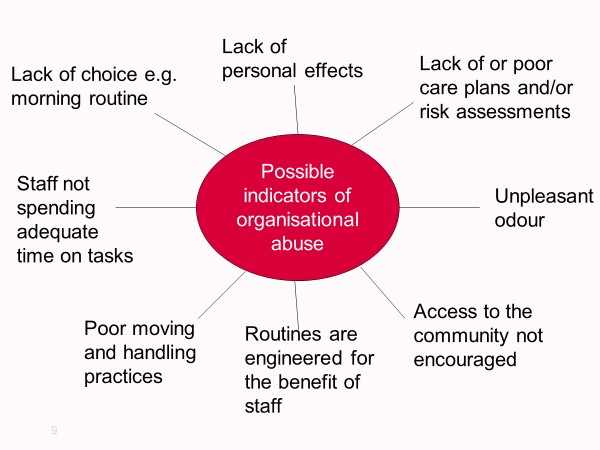 Lack of
personal effects
Lack of choice e.g.
morning routine
Lack of or poor
care plans and/or
risk assessments
Possible
indicators of
organisational
abuse
Staff not
spending
adequate
time on tasks
Unpleasant
odour
Poor moving
and handling
practices
Routines are
engineered for
the benefit of
staff
Access to the
community not
encouraged
9